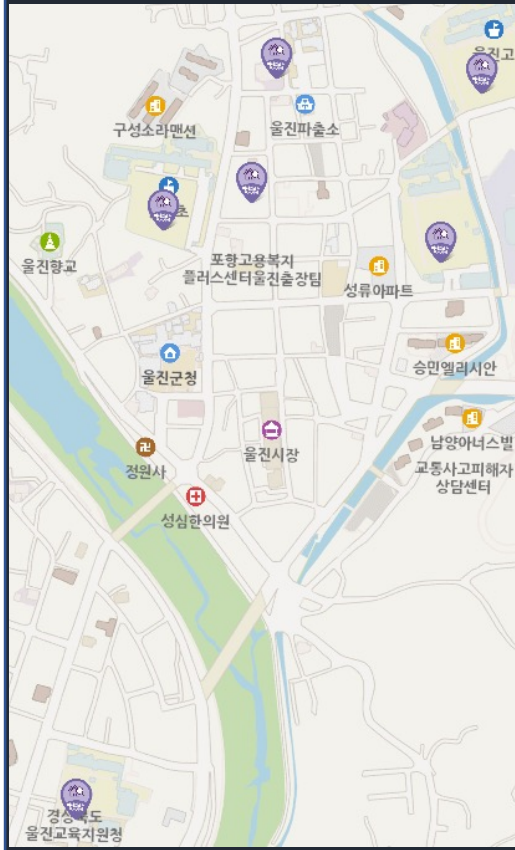 울진고
울진파출소
구성소라맨션
초
울진향교
포항고용복지
플러스센터울진출장팀
성류아파트
울진군청
승민엘리시안
울진시장
남양아너스빌
정원사
교통사고피해자
상담센터
성심한의원
경상북도
울진교육지원청